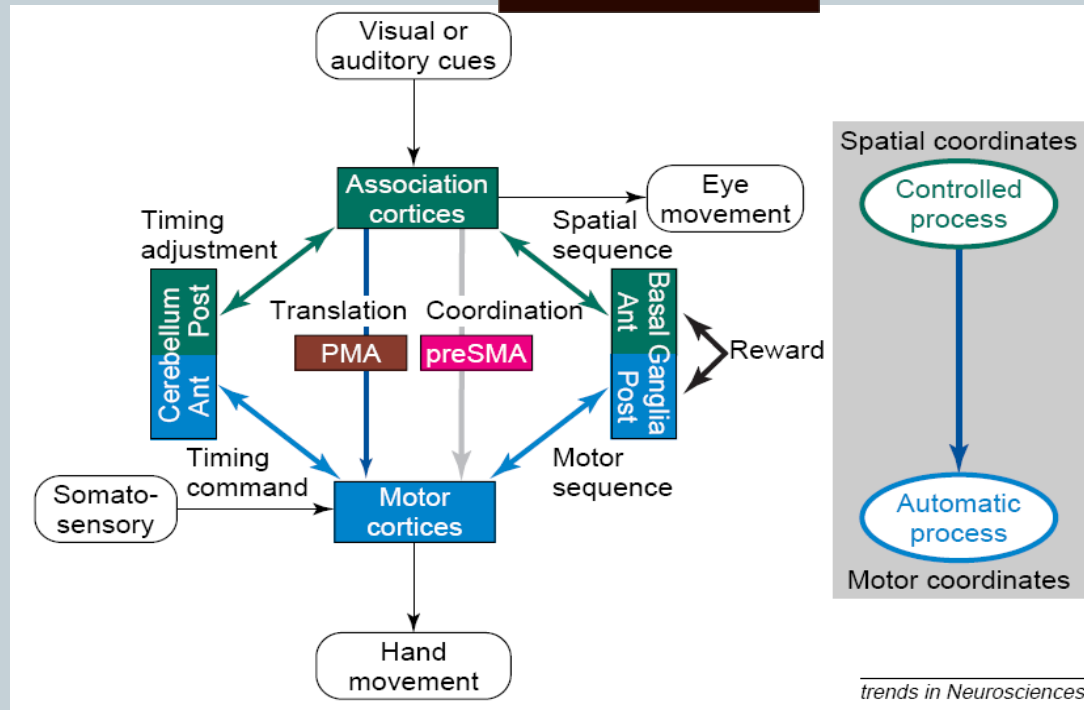 Visual or
auditory cues
Association
cortices
Eye
movement
Timing
adjustment
Spatial
sequence
Cerebellum
Post
Ant
Translation
PMA
Coordination
preSMA
Basal Ganglia
Ant
Post
Reward
Timing
command
Motor
sequence
Somato-
sensory
Motor
cortices
Hand
movement
Spatial coordinates
Controlled
process
Automatic
process
Motor coordinates
trends in Neurosciences